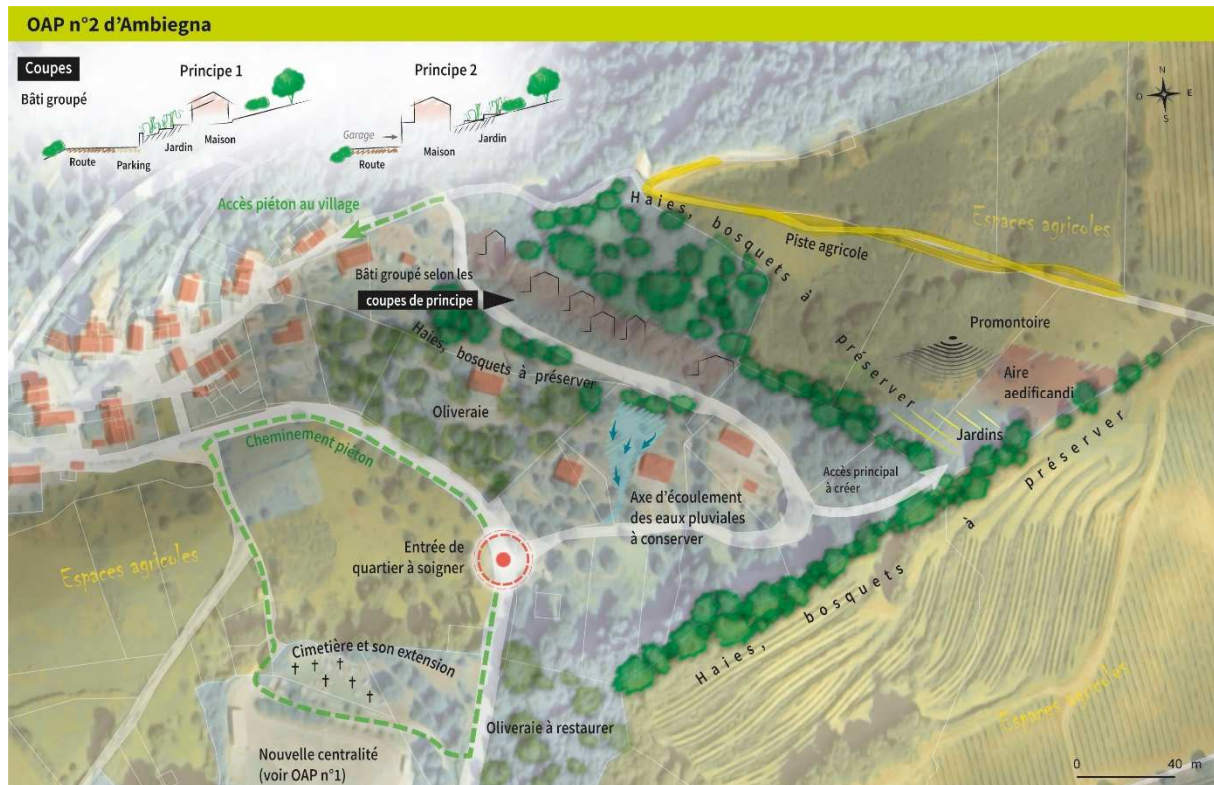 OAP n°2 d'Ambiegna
Coupes
Bâti groupé
Principe 1
Jardin
Maison
Route
Parking
Principe 2
Garage
Route
Maison
Jardin
N
O
E
S
Accès piéton au village
Haies, bosquets à préserver
Espaces agricoles
Piste agricole
Bâti groupé selon les
coupes de principe
Promontoire
Haies, bosquets à préserver
Aire
aedificandi
Oliveraie
Jardins
Cheminement piéton
Accès principal
à créer
Axe d'écoulement
des eaux pluviales
à conserver
Entrée de
quartier à soigner
Espaces agricoles
Haies, bosquets à préserver
Cimetière et son extension
Espaces agricoles
Oliveraie à restaurer
Nouvelle centralité
(voir OAP n°1)
0 40 m